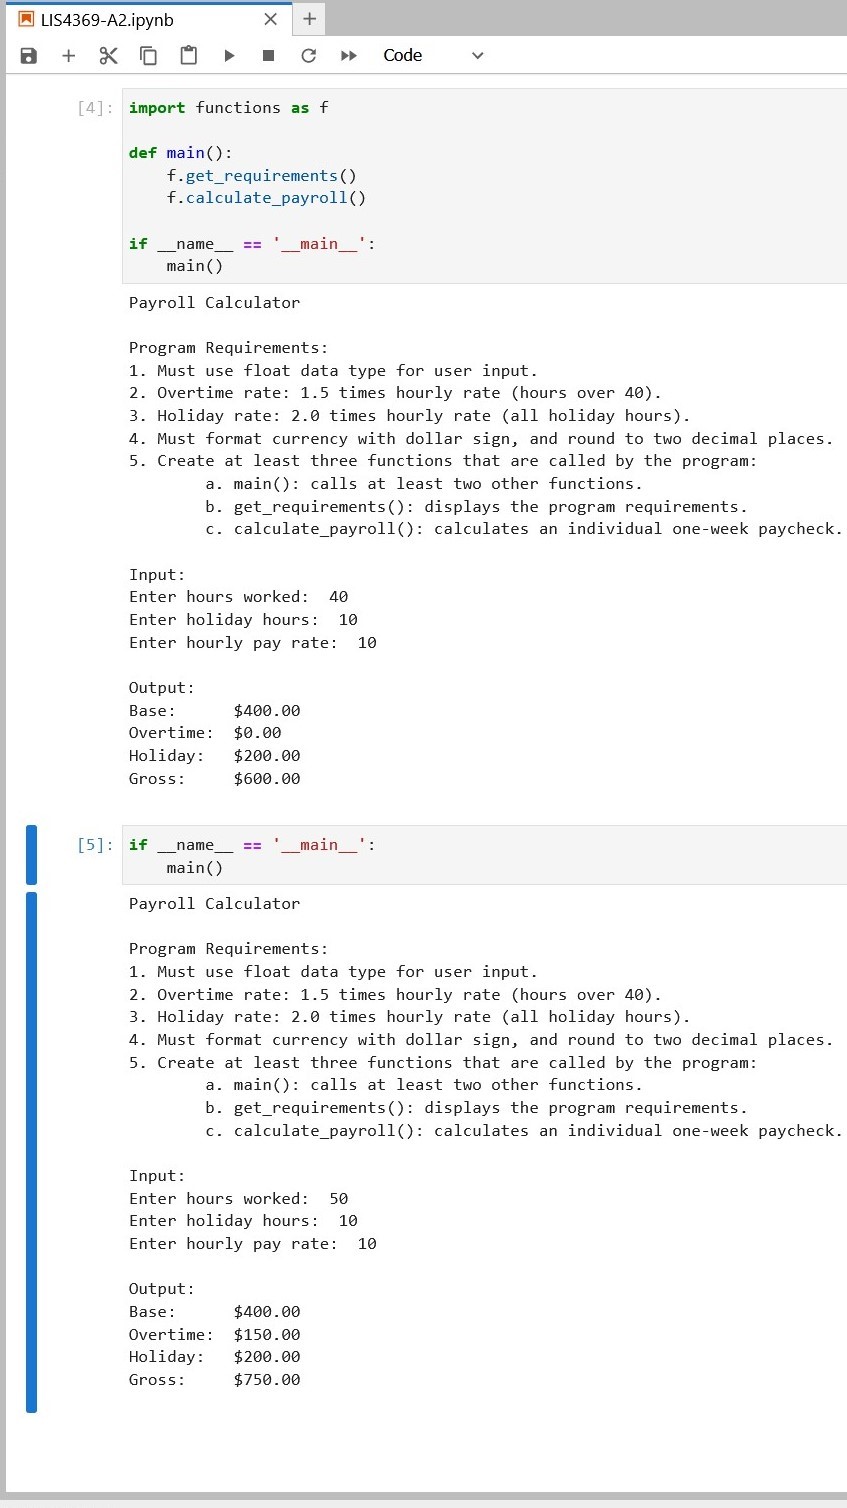 LIS4369-A2.ipynb
Code
[4]: import functions as f
def main():
    f.get_requirements()
    f.calculate_payroll()
if __name__ == '__main__':
    main()
Payroll Calculator
Program Requirements:
1. Must use float data type for user input.
2. Overtime rate: 1.5 times hourly rate (hours over 40).
3. Holiday rate: 2.0 times hourly rate (all holiday hours).
4. Must format currency with dollar sign, and round to two decimal places.
5. Create at least three functions that are called by the program:
        a. main(): calls at least two other functions.
        b. get_requirements(): displays the program requirements.
        c. calculate_payroll(): calculates an individual one-week paycheck.
Input:
Enter hours worked:  40
Enter holiday hours:  10
Enter hourly pay rate:  10
Output:
Base:      $400.00
Overtime:  $0.00
Holiday:   $200.00
Gross:     $600.00
[5]: if __name__ == '__main__':
    main()
Payroll Calculator
Program Requirements:
1. Must use float data type for user input.
2. Overtime rate: 1.5 times hourly rate (hours over 40).
3. Holiday rate: 2.0 times hourly rate (all holiday hours).
4. Must format currency with dollar sign, and round to two decimal places.
5. Create at least three functions that are called by the program:
        a. main(): calls at least two other functions.
        b. get_requirements(): displays the program requirements.
        c. calculate_payroll(): calculates an individual one-week paycheck.
Input:
Enter hours worked:  50
Enter holiday hours:  10
Enter hourly pay rate:  10
Output:
Base:      $400.00
Overtime:  $150.00
Holiday:   $200.00
Gross:     $750.00